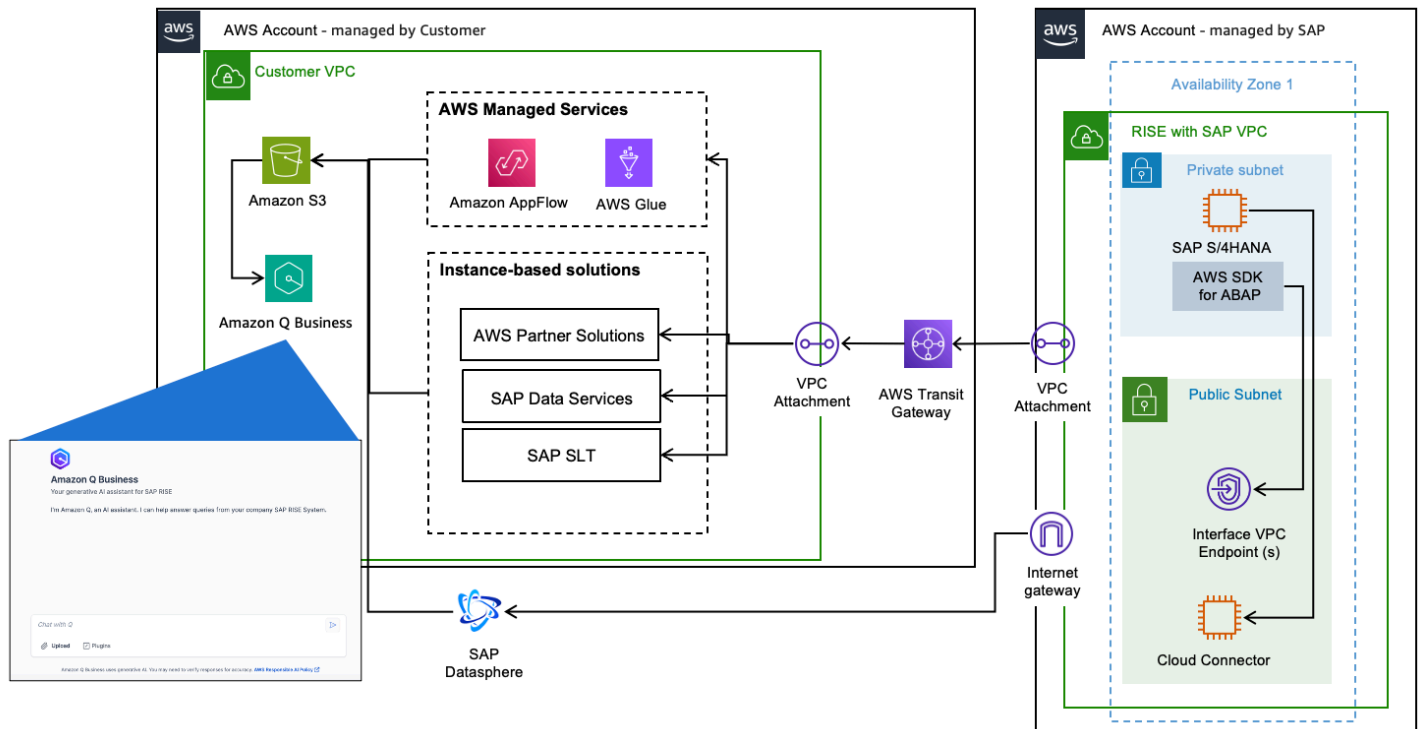 aws
AWS Account - managed by Customer
Customer VPC
Amazon S3
Amazon Q Business
AWS Managed Services
Amazon AppFlow
AWS Glue
Instance-based solutions
AWS Partner Solutions
SAP Data Services
SAP SLT
VPC
Attachment
AWS Transit
Gateway
VPC
Attachment
Internet
gateway
SAP
Datasphere
aws
AWS Account - managed by SAP
Availability Zone 1
RISE with SAP VPC
Private subnet
SAP S/4HANA
AWS SDK
for ABAP
Public Subnet
Interface VPC
Endpoint (s)
Cloud Connector
Amazon Q Business
Your generative AI assistant for SAP RISE
I'm Amazon Q, an AI assistant. I can help answer queries from your company SAP RISE System.
Chat with Q
Upload Plugins
Amazon Q Business uses generative AI. You may need to verify responses for accuracy. AWS Responsible AI Policy